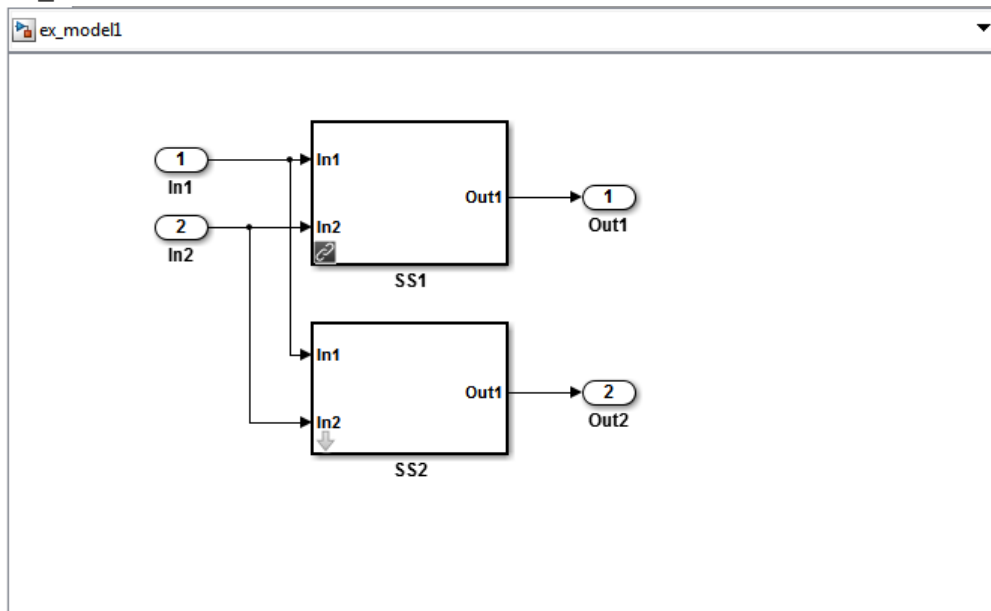 ex_model1
1
In1
2
In2
In1
In2
Out1
SS1
1
Out1
In1
In2
Out1
SS2
2
Out2